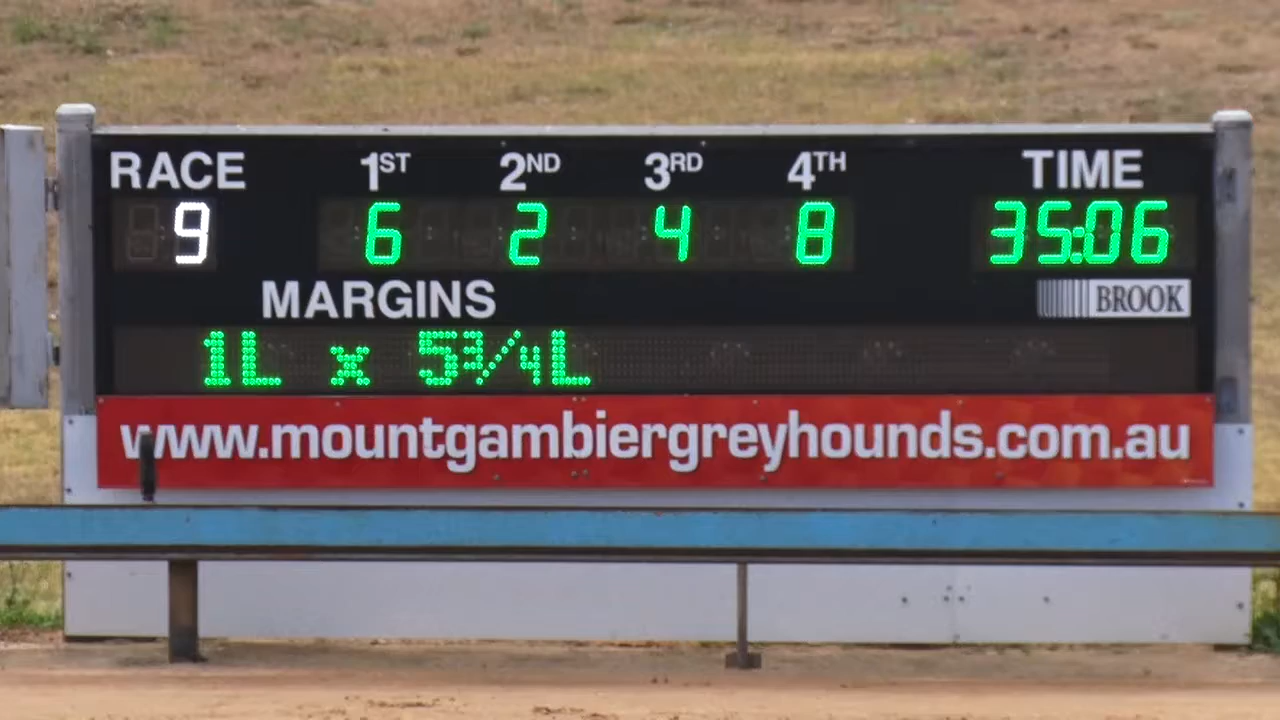 RACE 1ST 2ND 3RD 4TH TIME
9 6 2 4 8 35:06
MARGINS BROOK
1L x 5¾L
www.mountgambiergreyhounds.com.au